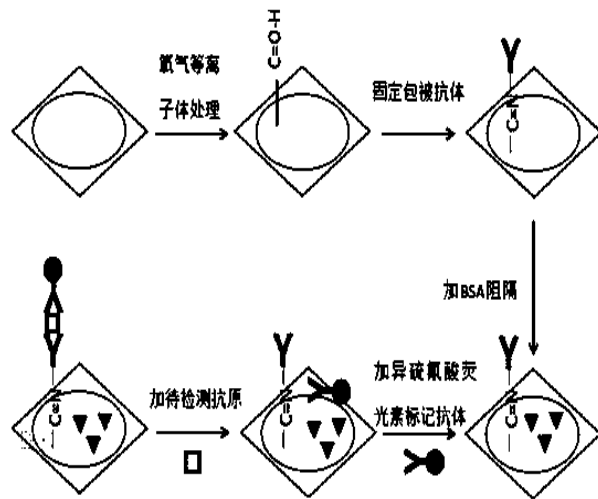 氧气等离
子体处理
C=O-H
固定包被抗体
-C=N-
加BSA阻隔
加异硫氰酸荧
光素标记抗体
-C=N-
加待检测抗原
-C=N-
-C=N-